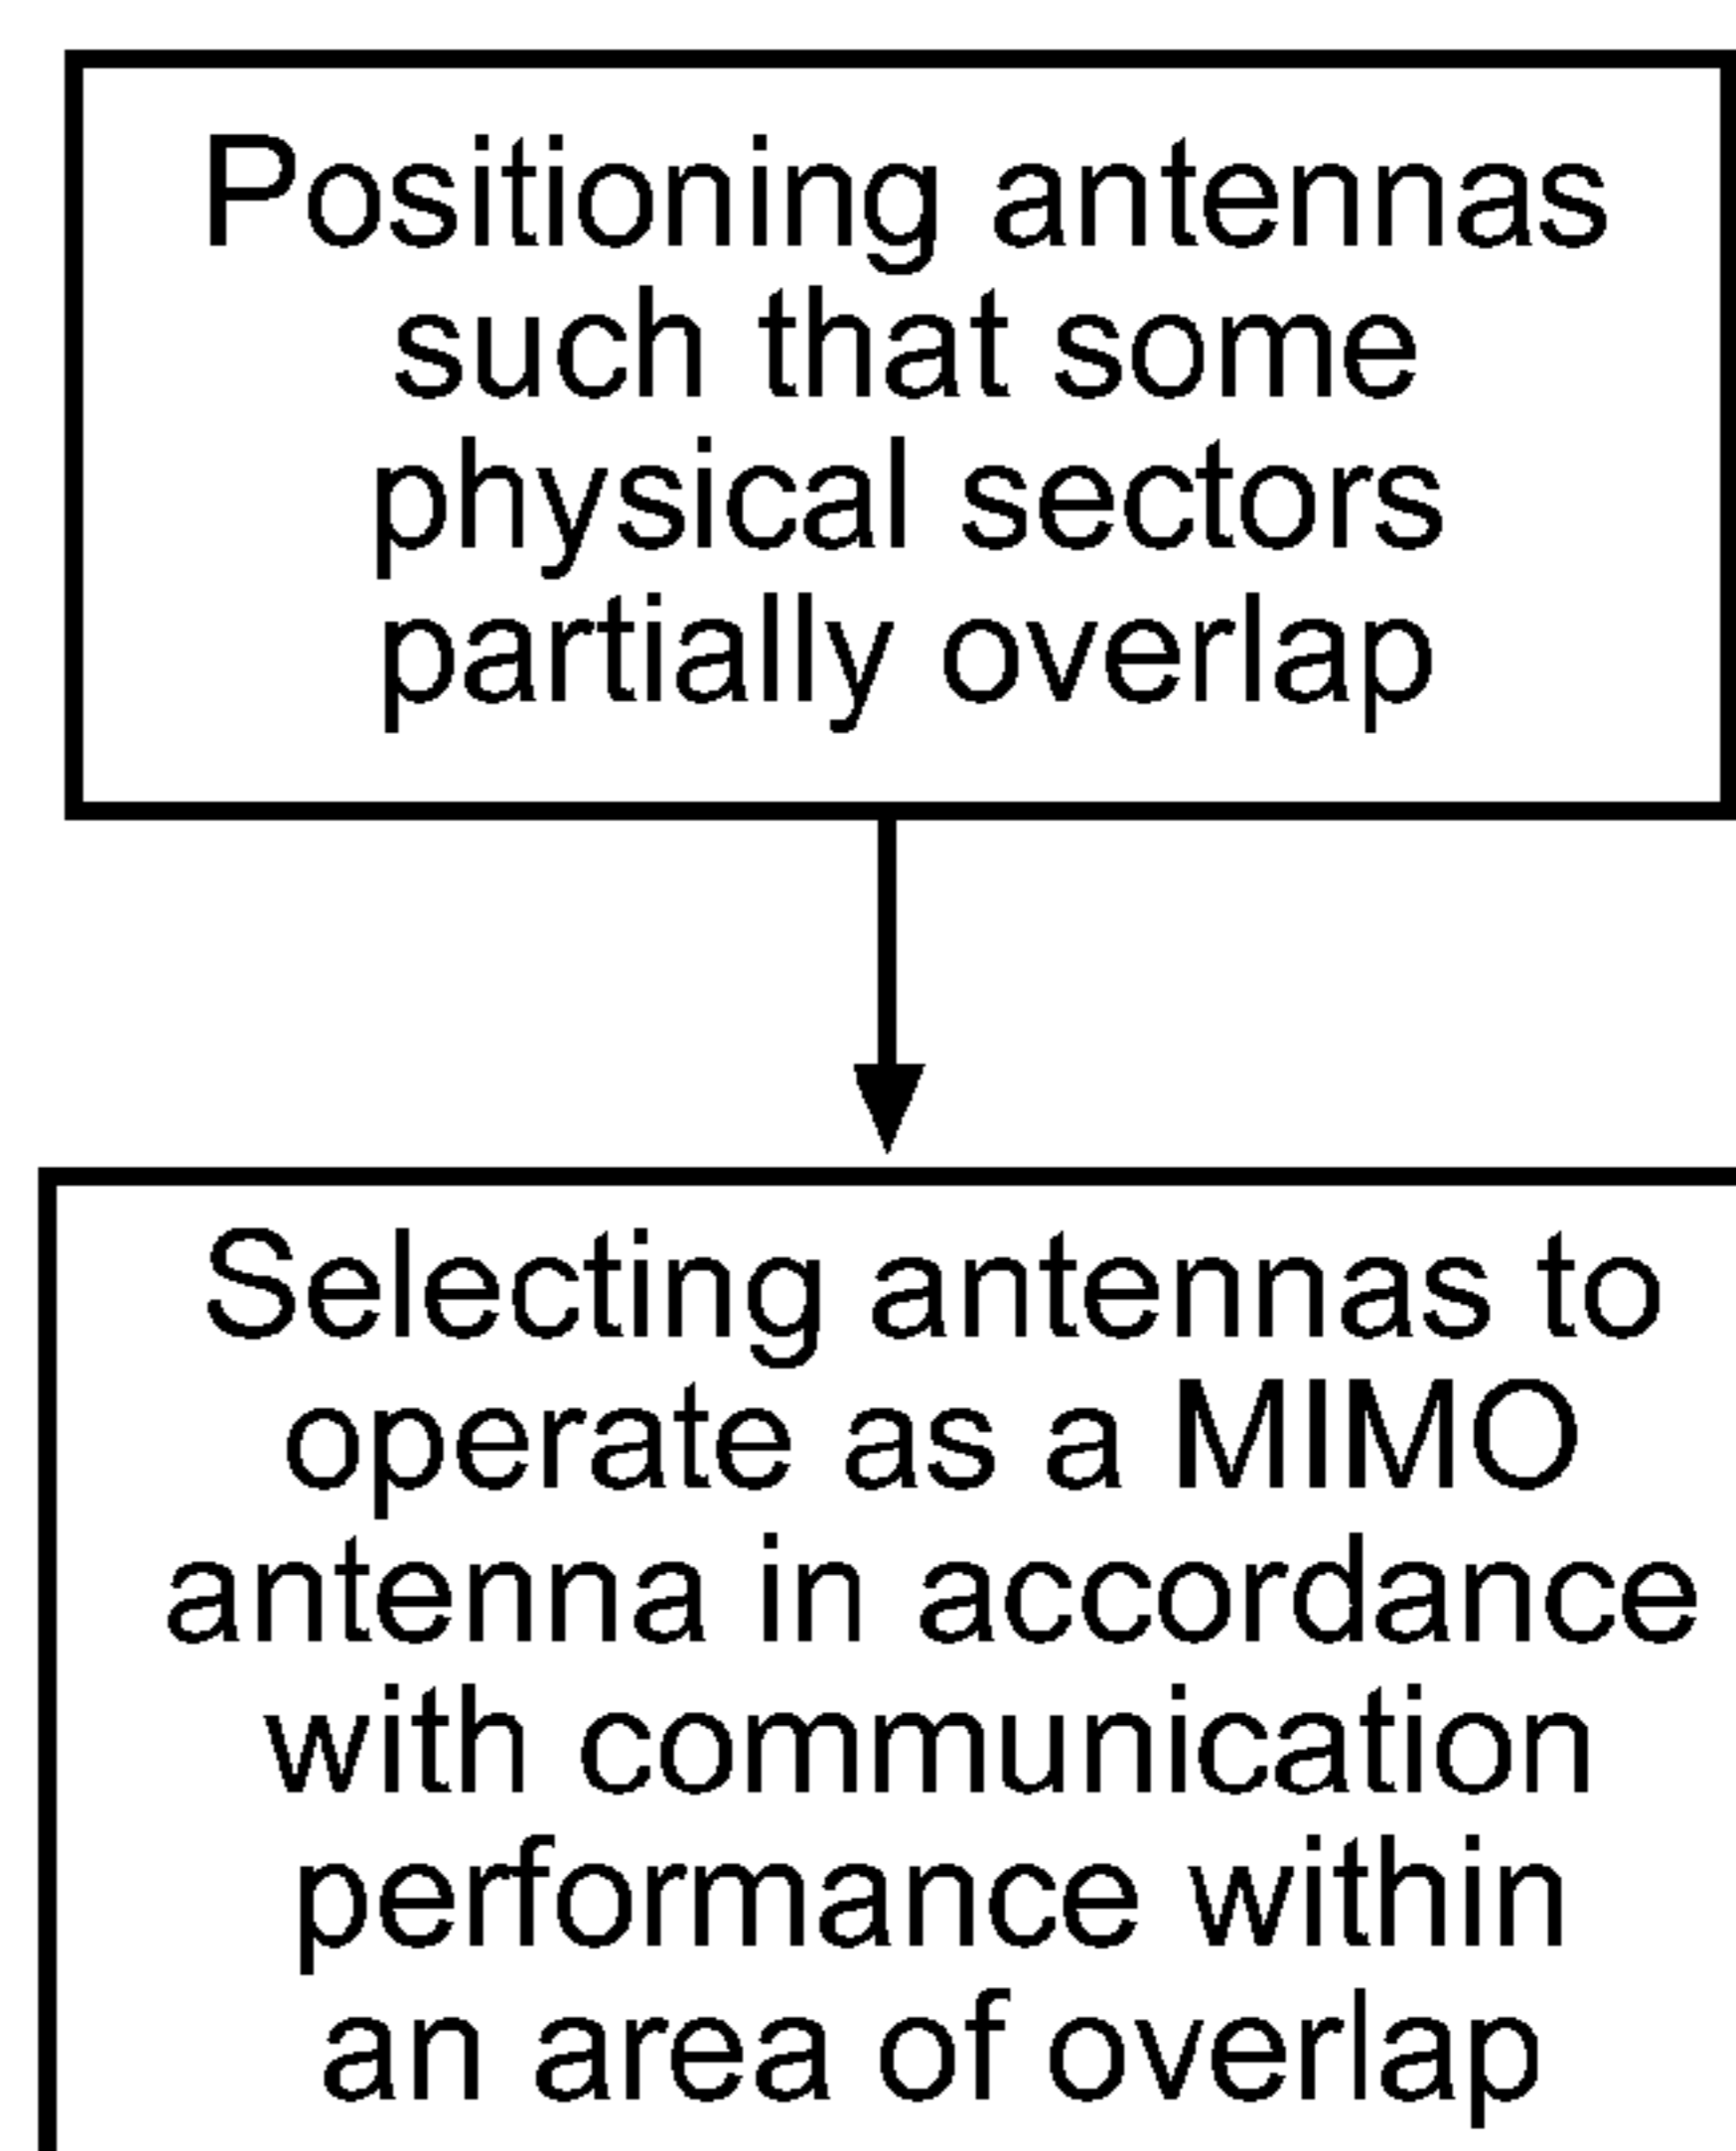 Positioning antennas
such that some
physical sectors
partially overlap
Selecting antennas to
operate as a MIMO
antenna in accordance
with communication
performance within
an area of overlap